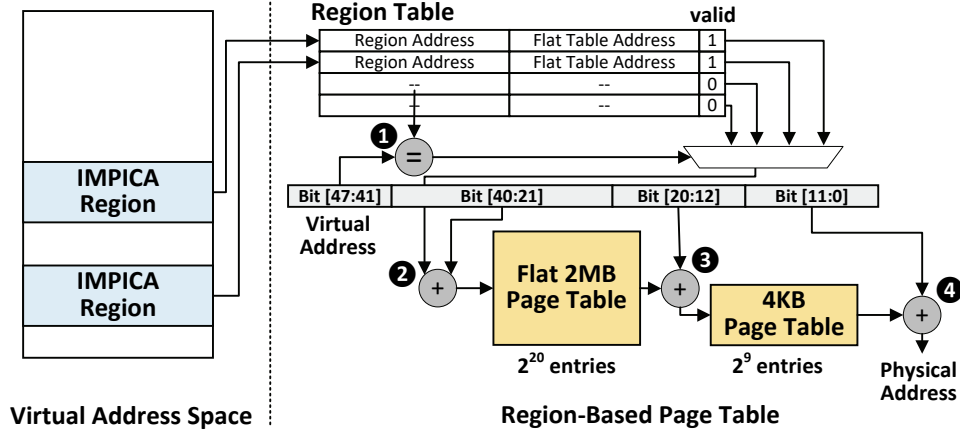 Region Table
valid
Region Address Flat Table Address 1
Region Address Flat Table Address 1
-- -- 0
-- -- 0
1
=
IMPICA
Region
Bit [47:41] Bit [40:21] Bit [20:12] Bit [11:0]
Virtual
Address
IMPICA
Region
2
+
Flat 2MB
Page Table
3
+
4KB
Page Table
4
+
2^20 entries
2^9 entries
Physical
Address
Virtual Address Space
Region-Based Page Table